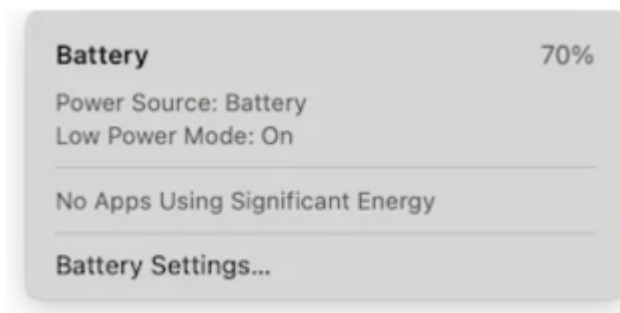 Battery 70%
Power Source: Battery
Low Power Mode: On
No Apps Using Significant Energy
Battery Settings...